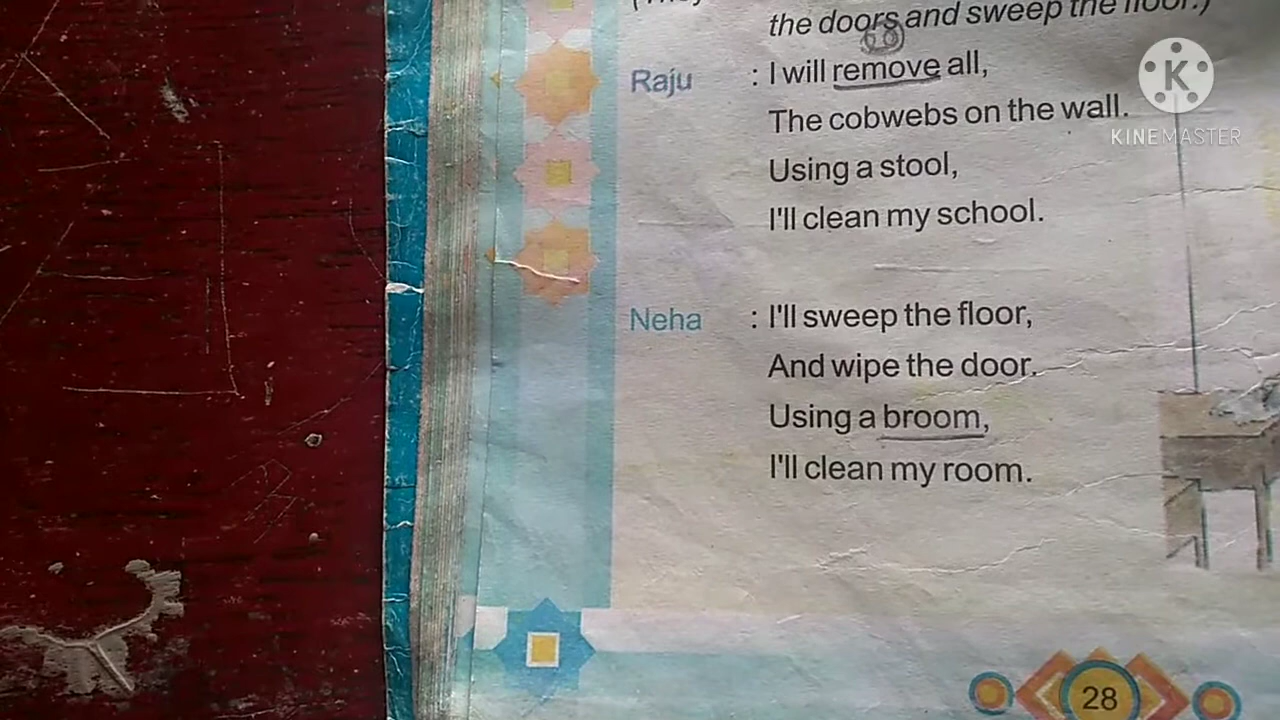 (They
the doors and sweep the floor.)
Raju : I will remove all,
The cobwebs on the wall.
Using a stool,
I'll clean my school.
Neha : I'll sweep the floor,
And wipe the door.
Using a broom,
I'll clean my room.
28
K
KINEMASTER